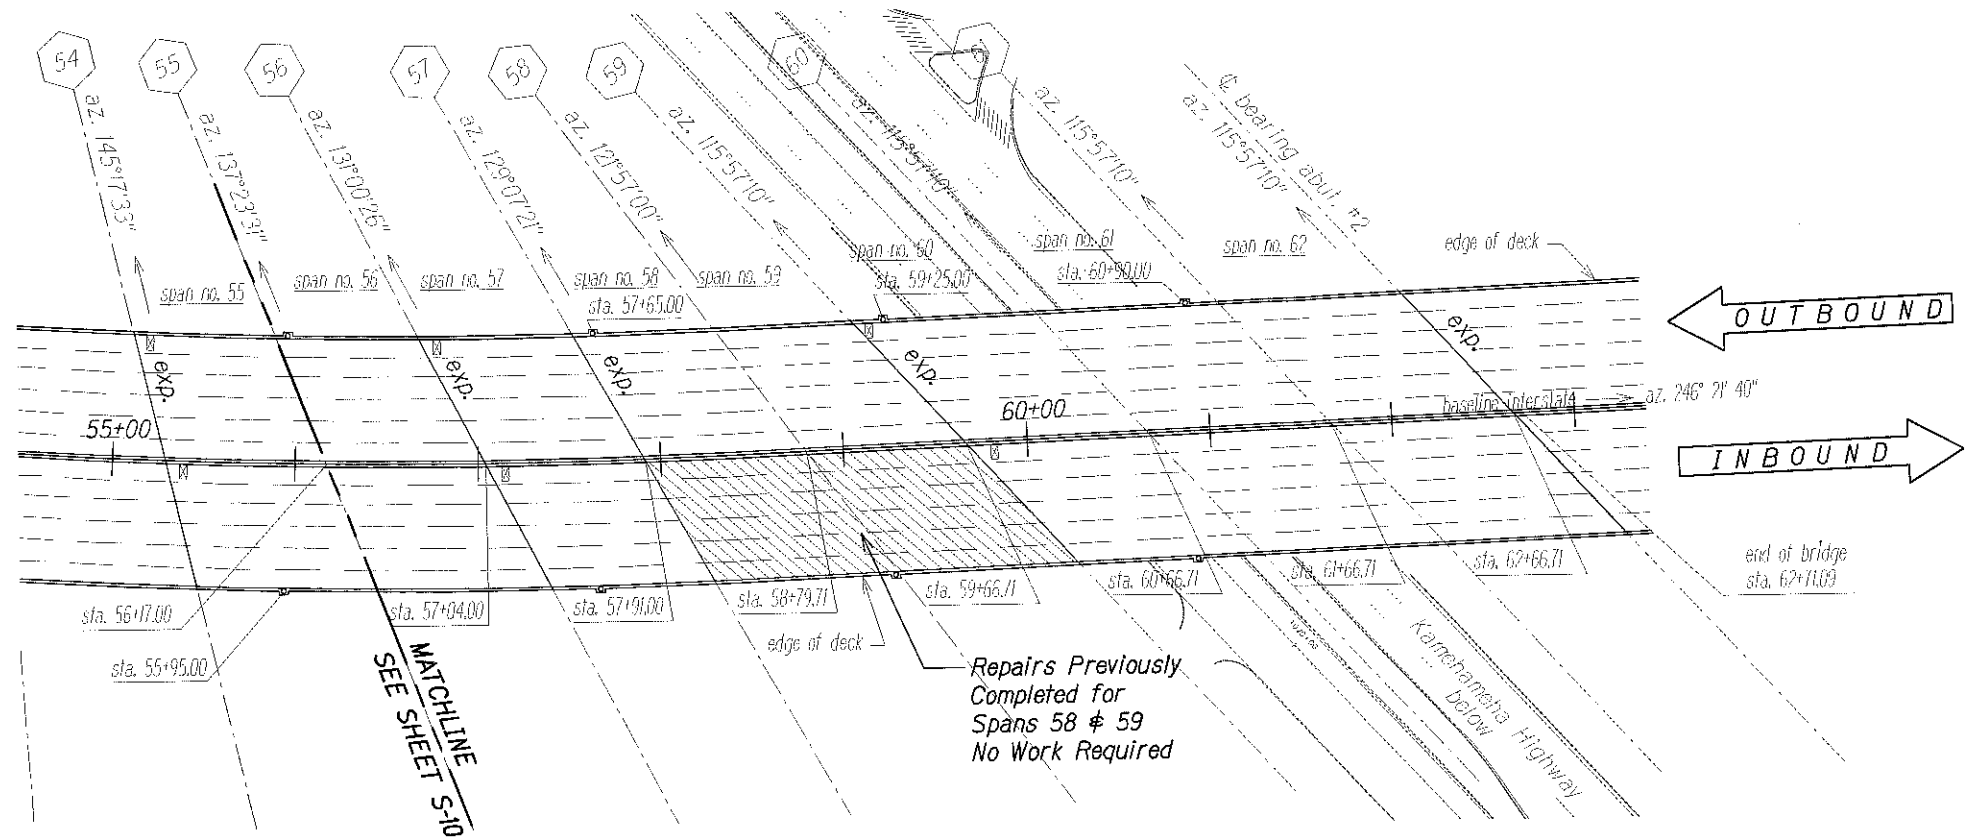 54
55
56
57
58
59
60
az. 145°17'33"
az. 137°23'31"
az. 131°00'26"
az. 129°07'21"
az. 121°57'00"
az. 115°57'10"
az. 115°57'10"
az. 115°57'10"
℄ bearing abut. #2
az. 115°57'10"
span no. 55
span no. 56
span no. 57
span no. 58
sta. 57+65.00
span no. 59
span no. 60
sta. 59+25.00
span no. 61
sta. 60+90.00
span no. 62
edge of deck
OUTBOUND
exp.
exp.
exp.
exp.
exp.
55+00
60+00
baseline Interstate
az. 246° 21' 40"
INBOUND
sta. 56+17.00
sta. 55+95.00
sta. 57+04.00
sta. 57+91.00
sta. 58+79.71
sta. 59+66.71
sta. 60+66.71
sta. 61+66.71
sta. 62+66.71
end of bridge
sta. 62+71.09
edge of deck
MATCHLINE
SEE SHEET S-10
Repairs Previously
Completed for
Spans 58 & 59
No Work Required
Kamehameha Highway
below